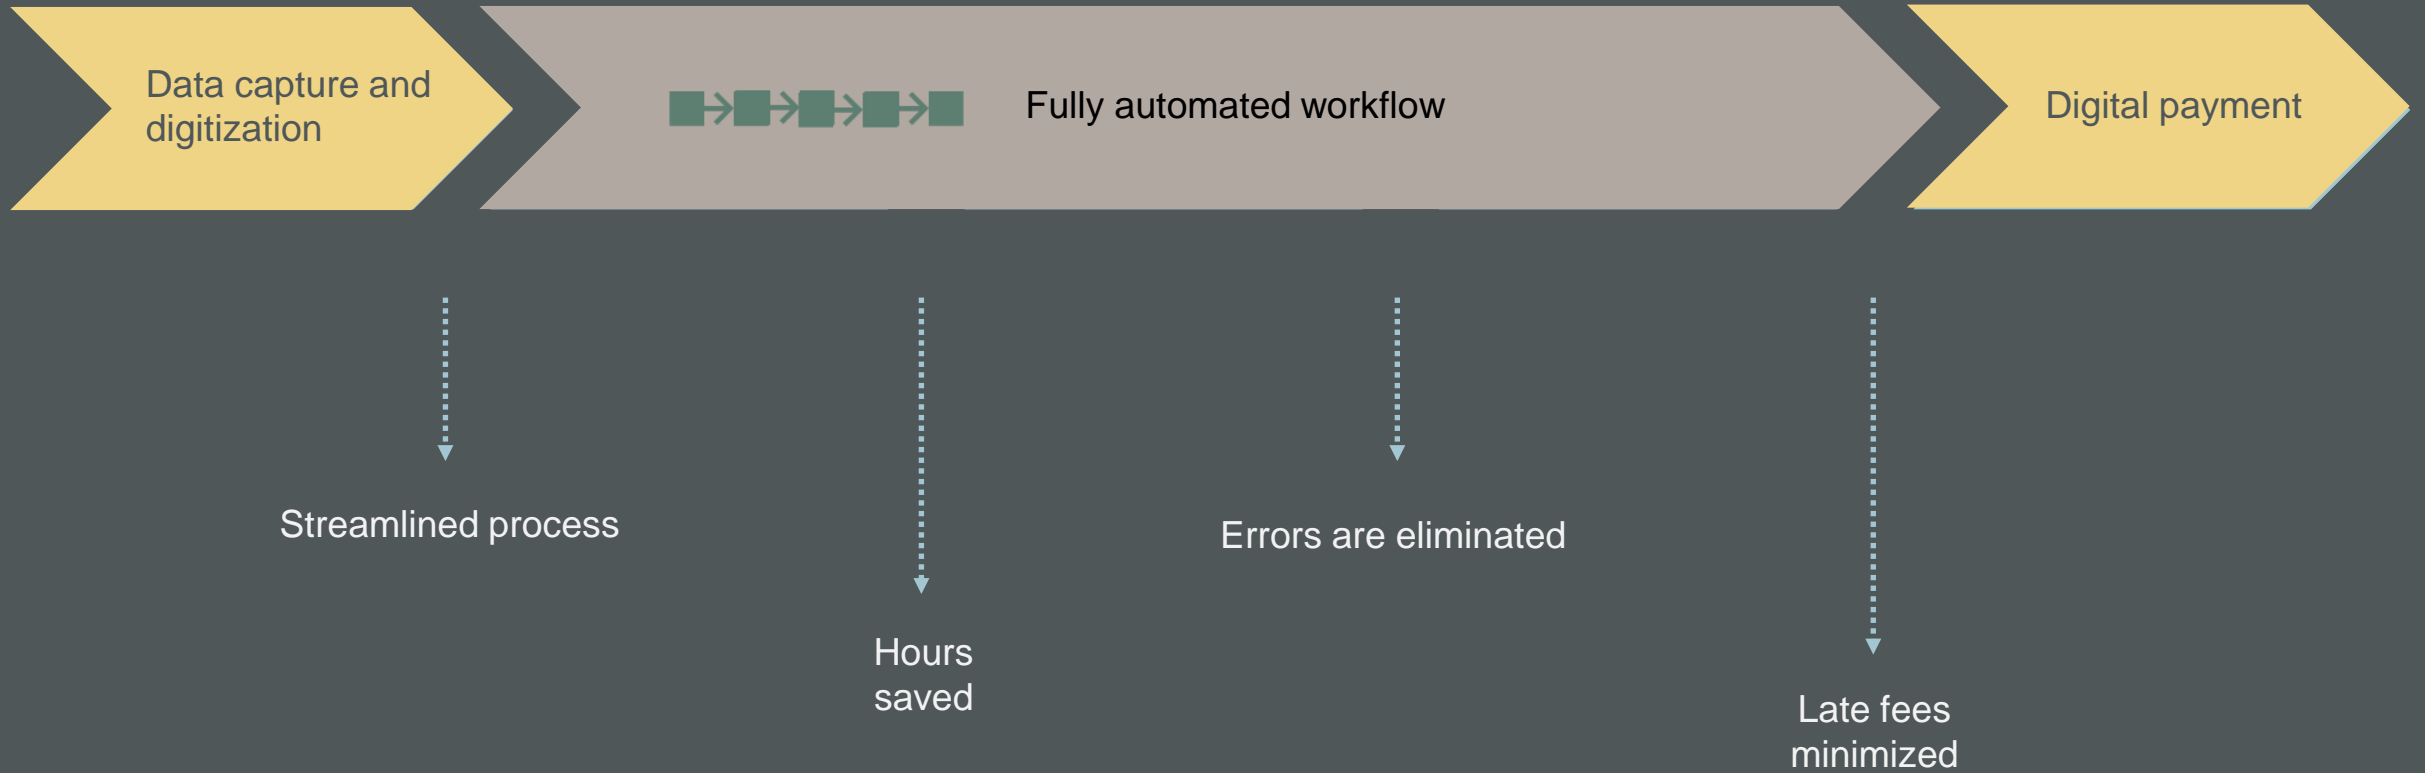 Data capture and
digitization
Fully automated workflow
Digital payment
Streamlined process
Hours
saved
Errors are eliminated
Late fees
minimized